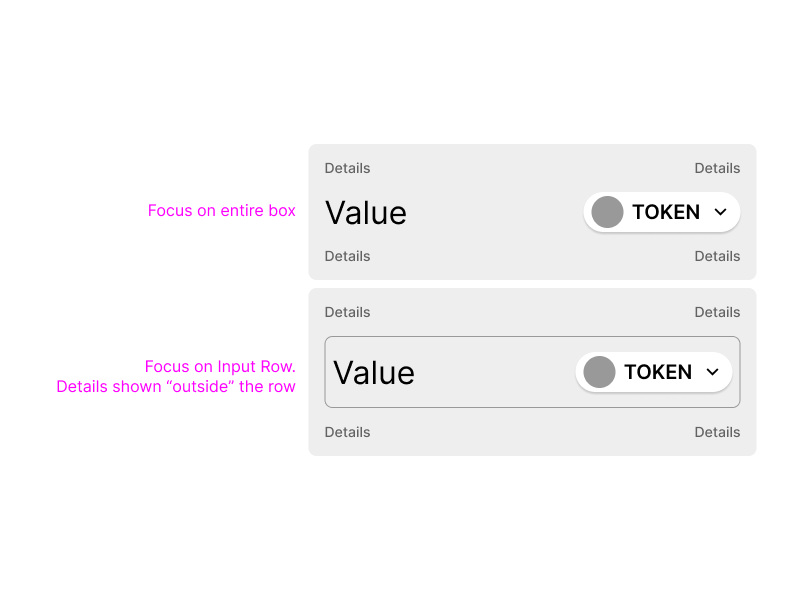 Details Details
Focus on entire box Value TOKEN
Details Details
Details Details
Focus on Input Row.
Details shown “outside” the row
Value TOKEN
Details Details